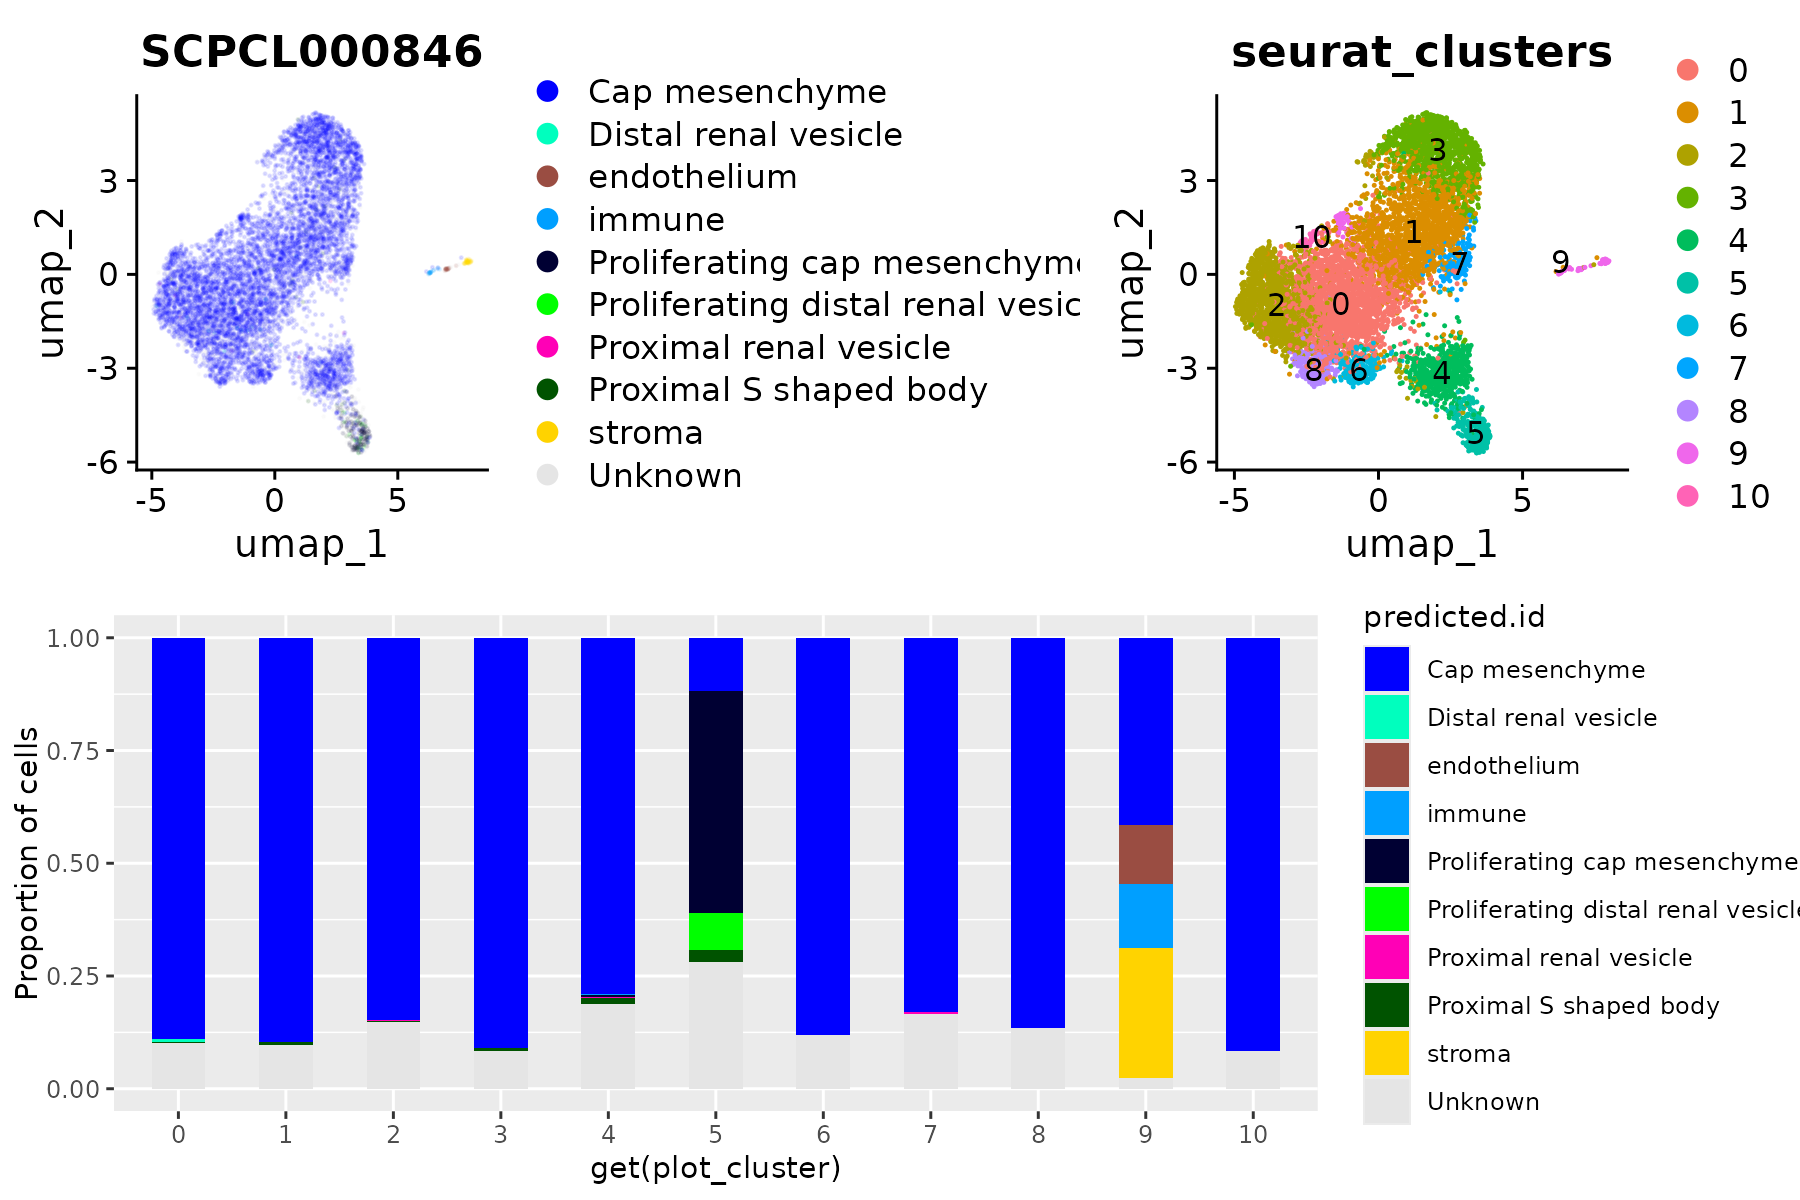 SCPCL000846
umap_2
3
0
-3
-6
-5 0 5
umap_1
Cap mesenchyme
Distal renal vesicle
endothelium
immune
Proliferating cap mesenchym
Proliferating distal renal vesic
Proximal renal vesicle
Proximal S shaped body
stroma
Unknown
seurat_clusters
umap_2
3
0
-3
-6
-5 0 5
umap_1
3
1
10
7
9
2
0
8
6
4
5
0
1
2
3
4
5
6
7
8
9
10
Proportion of cells
1.00
0.75
0.50
0.25
0.00
0 1 2 3 4 5 6 7 8 9 10
get(plot_cluster)
predicted.id
Cap mesenchyme
Distal renal vesicle
endothelium
immune
Proliferating cap mesenchyme
Proliferating distal renal vesicle
Proximal renal vesicle
Proximal S shaped body
stroma
Unknown